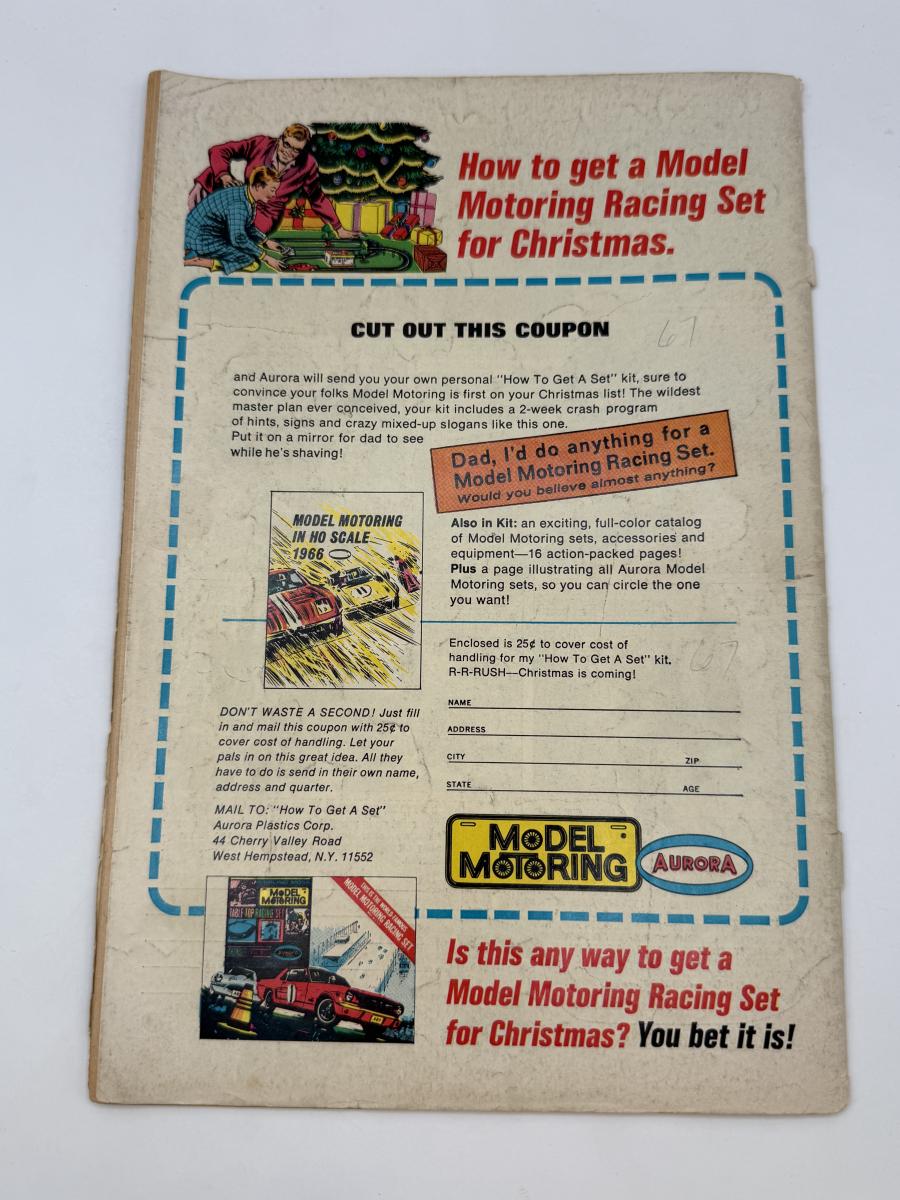 How to get a Model
Motoring Racing Set
for Christmas.
CUT OUT THIS COUPON
67
and Aurora will send you your own personal "How To Get A Set" kit, sure to
convince your folks Model Motoring is first on your Christmas list! The wildest
master plan ever conceived, your kit includes a 2-week crash program
of hints, signs and crazy mixed-up slogans like this one.
Put it on a mirror for dad to see
while he's shaving!
Dad, I'd do anything for a
Model Motoring Racing Set.
Would you believe almost anything?
MODEL MOTORING
IN HO SCALE
1966
Also in Kit: an exciting, full-color catalog
of Model Motoring sets, accessories and
equipment—16 action-packed pages!
Plus a page illustrating all Aurora Model
Motoring sets, so you can circle the one
you want!
Enclosed is 25¢ to cover cost of
handling for my "How To Get A Set" kit.
R-R-RUSH—Christmas is coming!
67
NAME
ADDRESS
CITY ZIP
STATE AGE
DON'T WASTE A SECOND! Just fill
in and mail this coupon with 25¢ to
cover cost of handling. Let your
pals in on this great idea. All they
have to do is send in their own name,
address and quarter.
MAIL TO: "How To Get A Set"
Aurora Plastics Corp.
44 Cherry Valley Road
West Hempstead, N.Y. 11552
MODEL
MOTORING
AURORA
MODEL
MOTORING
TABLE TOP RACING SET
THIS IS THE WORLD FAMOUS
MODEL MOTORING RACING SET
Is this any way to get a
Model Motoring Racing Set
for Christmas? You bet it is!